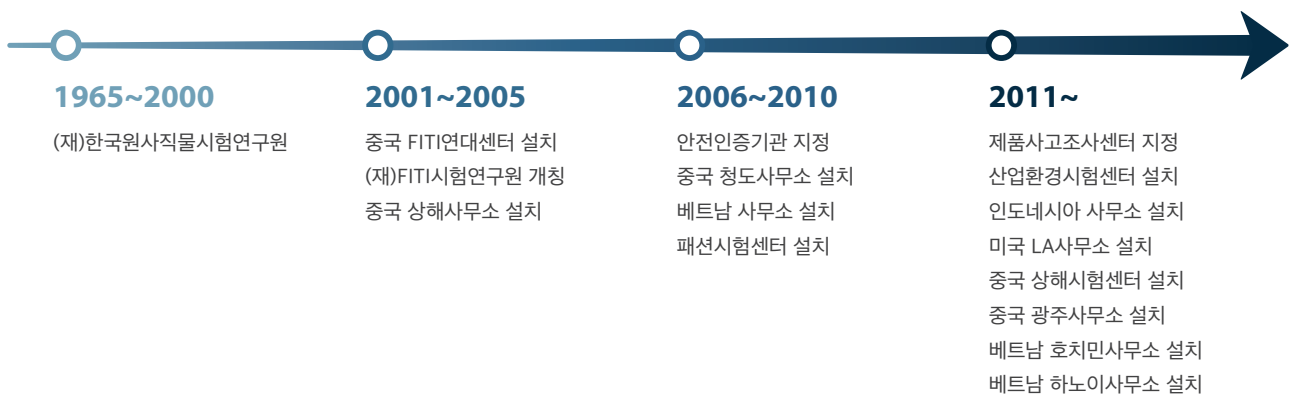 1965~2000
(재)한국원사직물시험연구원
2001~2005
중국 FITI연대센터 설치
(재)FITI시험연구원 개칭
중국 상해사무소 설치
2006~2010
안전인증기관 지정
중국 청도사무소 설치
베트남 사무소 설치
패션시험센터 설치
2011~
제품사고조사센터 지정
산업환경시험센터 설치
인도네시아 사무소 설치
미국 LA사무소 설치
중국 상해시험센터 설치
중국 광주사무소 설치
베트남 호치민사무소 설치
베트남 하노이사무소 설치